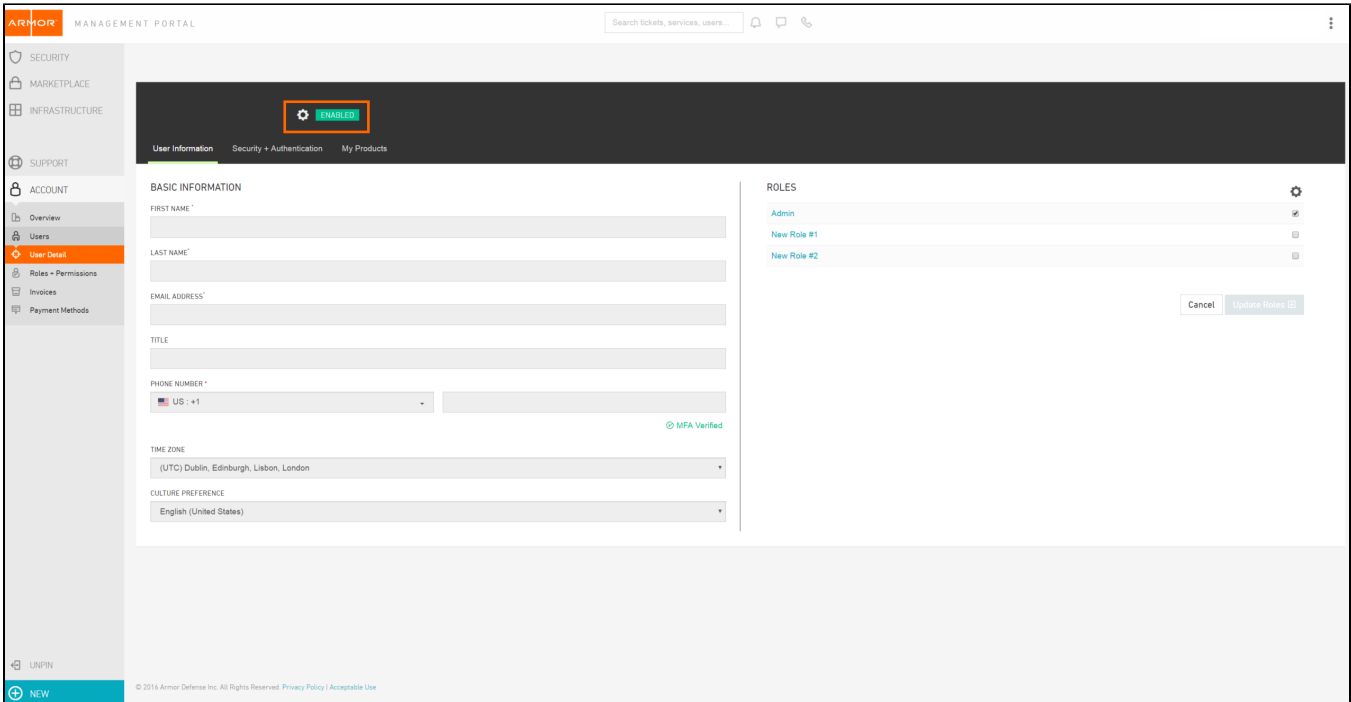 ARMOR MANAGEMENT PORTAL
Search tickets, services, users...
SECURITY
MARKETPLACE
INFRASTRUCTURE
SUPPORT
ACCOUNT
Overview
Users
User Detail
Roles + Permissions
Invoices
Payment Methods
UNPIN
NEW
ENABLED
User Information Security + Authentication My Products
BASIC INFORMATION
FIRST NAME *
LAST NAME *
EMAIL ADDRESS *
TITLE
PHONE NUMBER *
US : +1
MFA Verified
TIME ZONE
(UTC) Dublin, Edinburgh, Lisbon, London
CULTURE PREFERENCE
English (United States)
ROLES
Admin
New Role #1
New Role #2
Cancel Update Roles
© 2016 Armor Defense Inc. All Rights Reserved. Privacy Policy | Acceptable Use